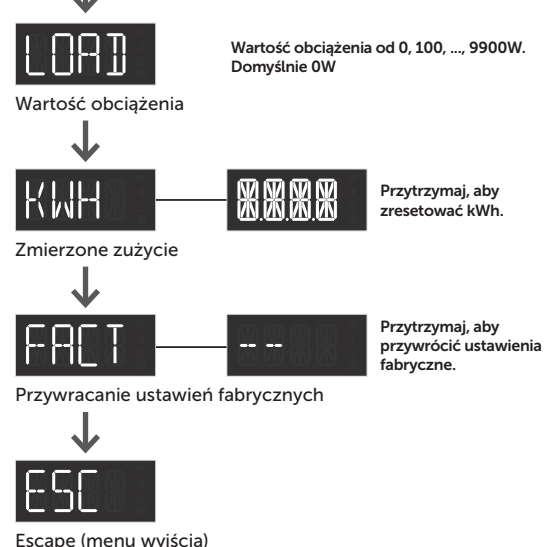 LOAD
Wartość obciążenia od 0, 100, ..., 9900W.
Domyślnie 0W
Wartość obciążenia
KWH
Przytrzymaj, aby
zresetować kWh.
Zmierzone zużycie
FACT
--
Przytrzymaj, aby
przywrócić ustawienia
fabryczne.
Przywracanie ustawień fabrycznych
ESC
Escape (menu wyjścia)